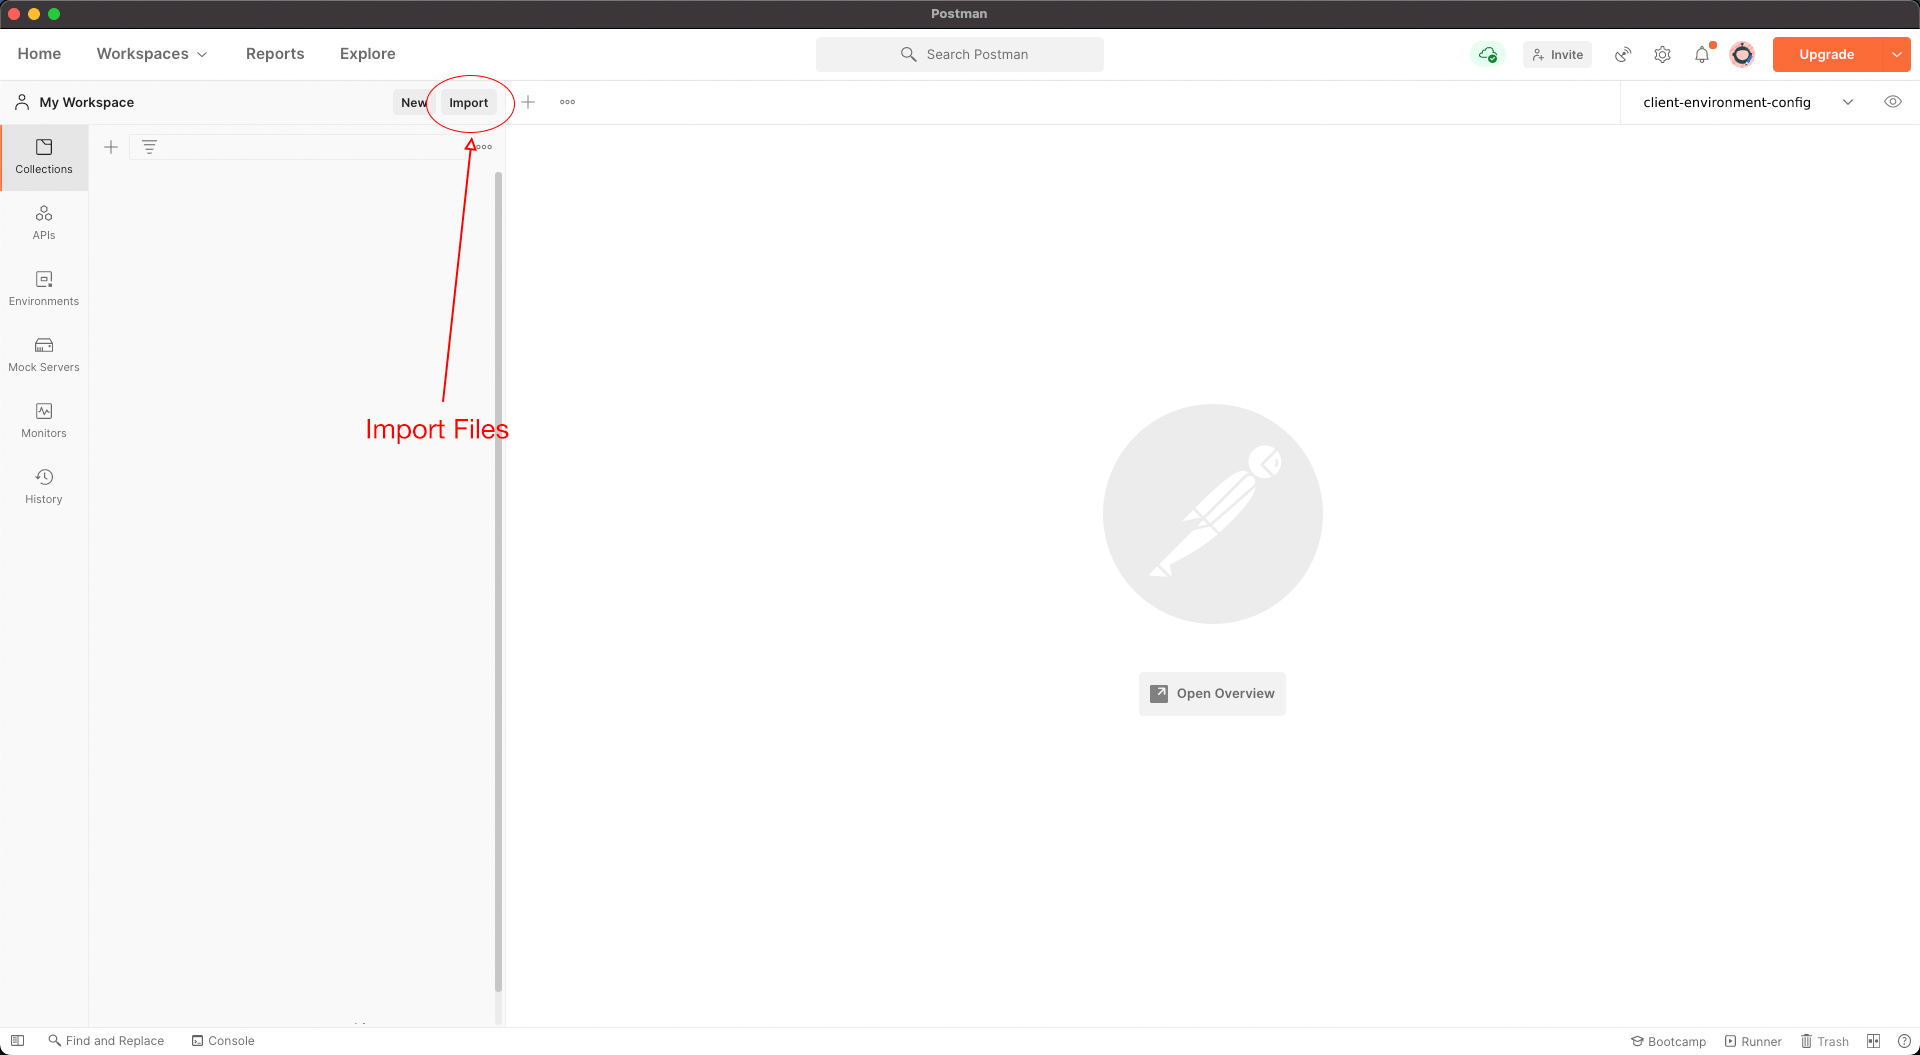 Postman
Home Workspaces Reports Explore
Search Postman
Invite
Upgrade
My Workspace
New
Import
client-environment-config
Collections
APIs
Environments
Mock Servers
Monitors
History
Import Files
Open Overview
Find and Replace
Console
Bootcamp
Runner
Trash